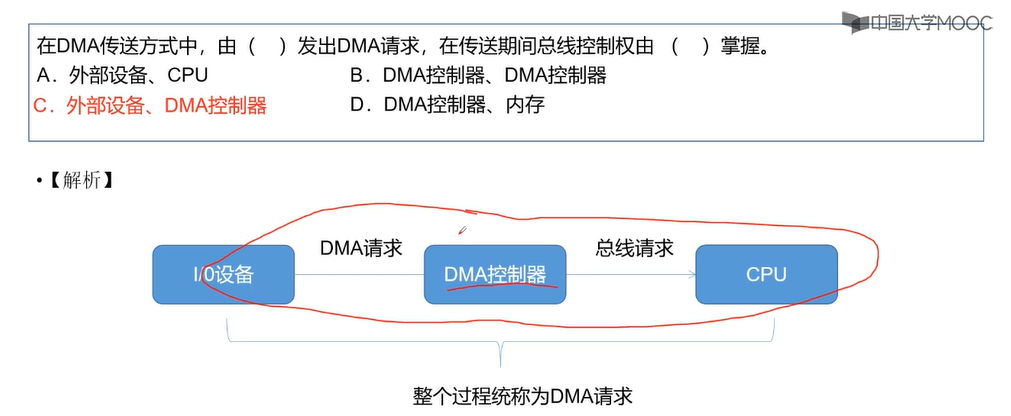 中国大学MOOC
在DMA传送方式中，由（　）发出DMA请求，在传送期间总线控制权由 （　）掌握。
A．外部设备、CPU　　B．DMA控制器、DMA控制器
C．外部设备、DMA控制器　　D．DMA控制器、内存
•【解析】
DMA请求　　总线请求
I/0设备　　DMA控制器　　CPU
整个过程统称为DMA请求